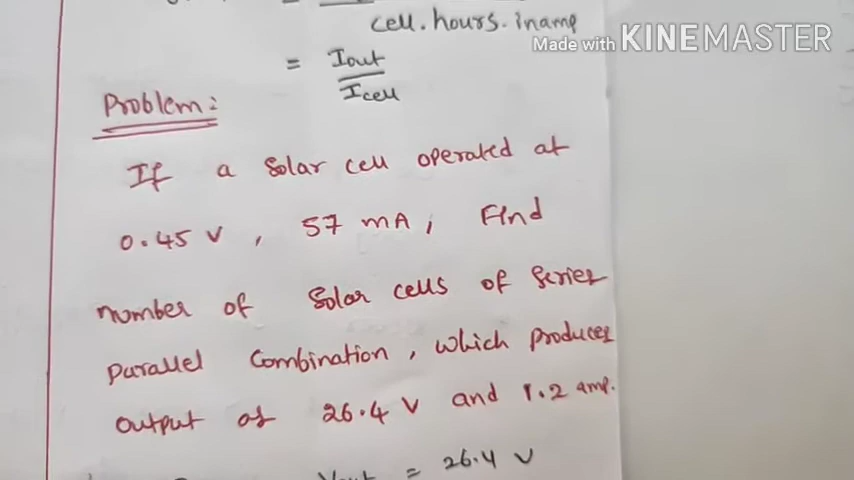 cell.hours.inamp
Made with KINEMASTER
= Iout
Icell
Problem:
If a Solar cell operated at
0.45 V, 57 mA; Find
number of Solar cells of Series
parallel Combination, which produces
output of 26.4 V and 1.2 amp.
Vout = 26.4 V